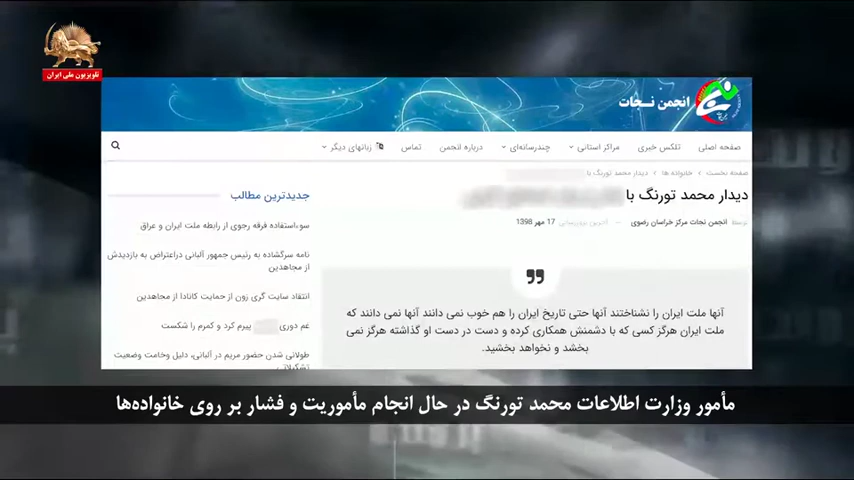 تلویزیون ملی ایران
انجمن نجات
صفحه اصلی
تلکس خبری
مراکز استانی
چندرسانه‌ای
درباره انجمن
تماس
زبانهای دیگر
صفحه نخست › خانواده ها › دیدار محمد تورنگ با
دیدار محمد تورنگ با
توسط انجمن نجات مرکز خراسان رضوی — آخرین بروزرسانی 17 مهر 1398
آنها ملت ایران را نشناختند آنها حتی تاریخ ایران را هم خوب نمی دانند آنها نمی دانند که
ملت ایران هرگز کسی که با دشمنش همکاری کرده و دست در دست او گذاشته هرگز نمی
بخشد و نخواهد بخشید.
جدیدترین مطالب
سوءاستفاده فرقه رجوی از رابطه ملت ایران و عراق
نامه سرگشاده به رئیس جمهور آلبانی دراعتراض به بازدیدش
از مجاهدین
انتقاد سایت گری زون از حمایت کانادا از مجاهدین
غم دوری پیرم کرد و کمرم را شکست
طولانی شدن حضور مریم در آلبانی، دلیل وخامت وضعیت
تشکیلاتی
مأمور وزارت اطلاعات محمد تورنگ در حال انجام مأموریت و فشار بر روی خانواده‌ها